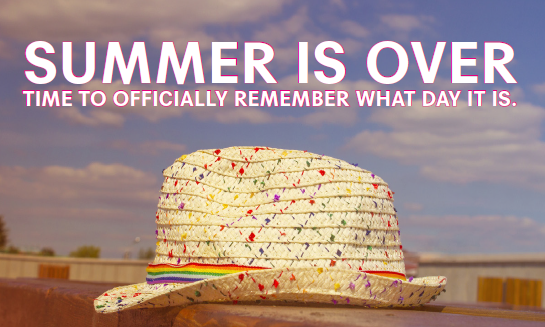 SUMMER IS OVER
TIME TO OFFICIALLY REMEMBER WHAT DAY IT IS.